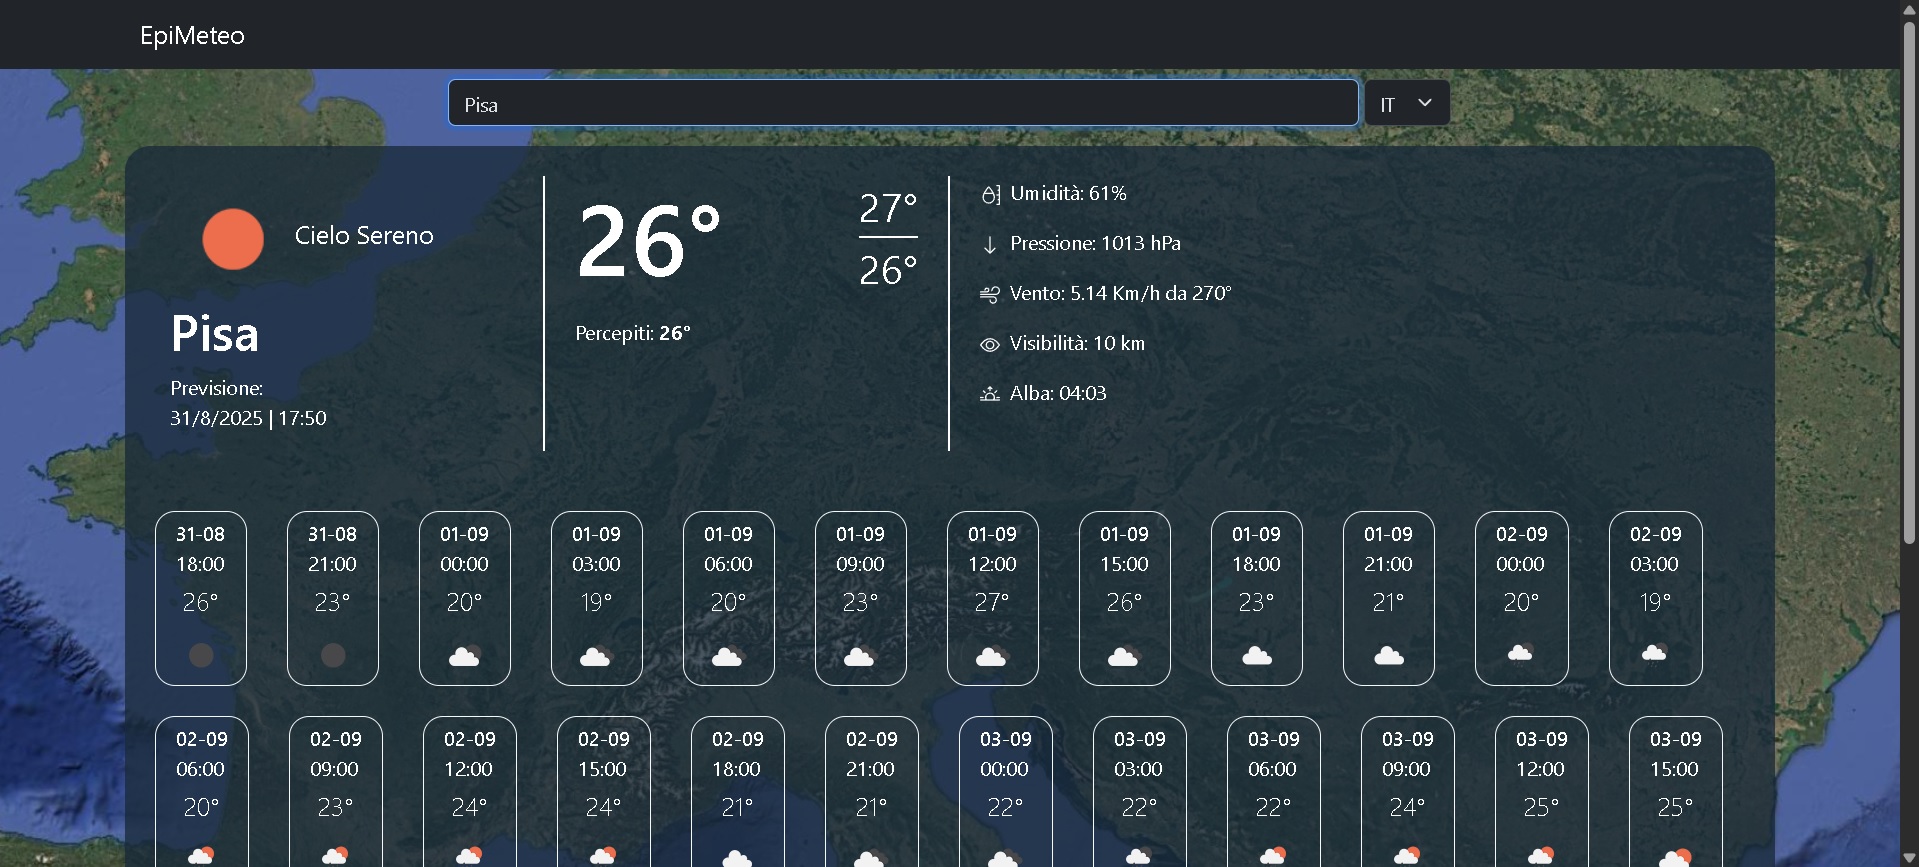 EpiMeteo
Pisa
IT
Cielo Sereno
Pisa
Previsione:
31/8/2025 | 17:50
26°
Percepiti: 26°
27°
26°
Umidità: 61%
Pressione: 1013 hPa
Vento: 5.14 Km/h da 270°
Visibilità: 10 km
Alba: 04:03
31-08 31-08 01-09 01-09 01-09 01-09 01-09 01-09 01-09 01-09 02-09 02-09
18:00 21:00 00:00 03:00 06:00 09:00 12:00 15:00 18:00 21:00 00:00 03:00
26° 23° 20° 19° 20° 23° 27° 26° 23° 21° 20° 19°
02-09 02-09 02-09 02-09 02-09 02-09 03-09 03-09 03-09 03-09 03-09 03-09
06:00 09:00 12:00 15:00 18:00 21:00 00:00 03:00 06:00 09:00 12:00 15:00
20° 23° 24° 24° 21° 21° 22° 22° 22° 24° 25° 25°